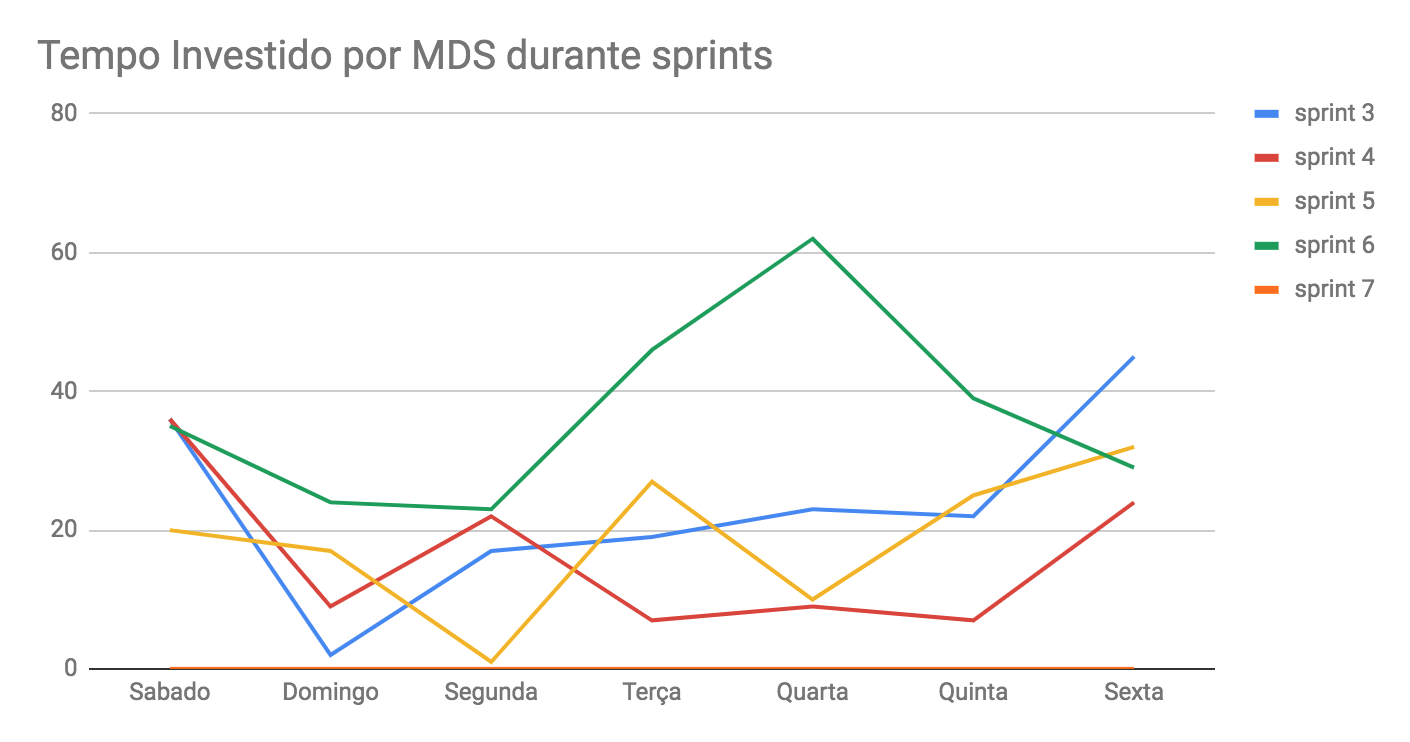 Tempo Investido por MDS durante sprints
80
60
40
20
0
Sabado Domingo Segunda Terça Quarta Quinta Sexta
sprint 3
sprint 4
sprint 5
sprint 6
sprint 7